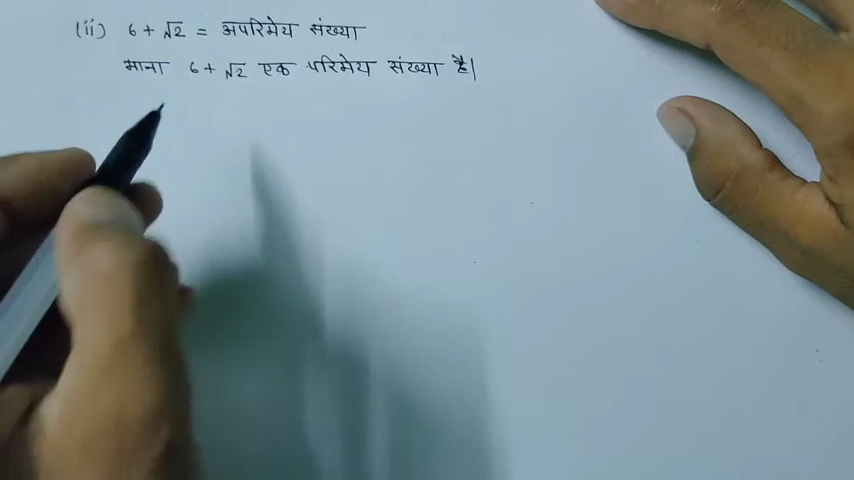 (ii) 6 + √2 = अपरिमेय संख्या
माना 6 + √2 एक परिमेय संख्या है|